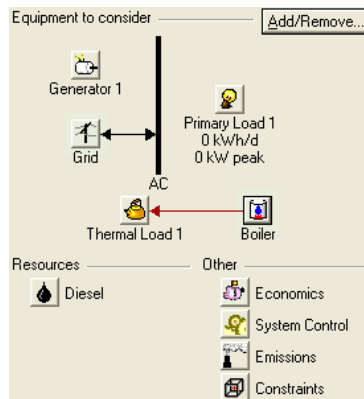 Equipment to consider
Add/Remove...
Generator 1
Primary Load 1
0 kWh/d
0 kW peak
Grid
AC
Thermal Load 1
Boiler
Resources
Other
Diesel
Economics
System Control
Emissions
Constraints